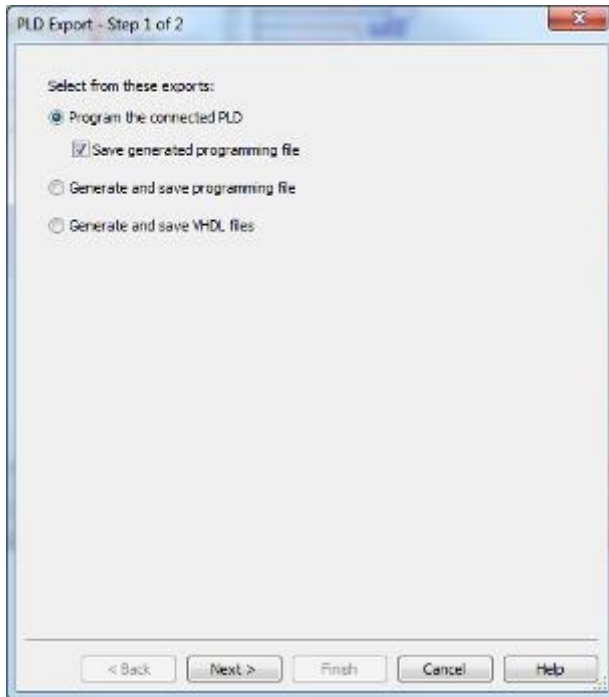 PLD Export - Step 1 of 2
Select from these exports:
Program the connected PLD
Save generated programming file
Generate and save programming file
Generate and save VHDL files
< Back Next > Finish Cancel Help